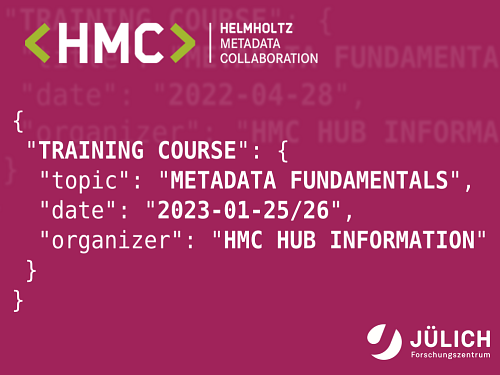 "TRAINING COURSE": {
METADATA FUNDAMENTA
"date": "2022-04-28",
"organizer": "HMC HUB INFORMA
}
<HMC>
HELMHOLTZ
METADATA
COLLABORATION
{
"TRAINING COURSE": {
"topic": "METADATA FUNDAMENTALS",
"date": "2023-01-25/26",
"organizer": "HMC HUB INFORMATION"
}
}
JÜLICH
Forschungszentrum